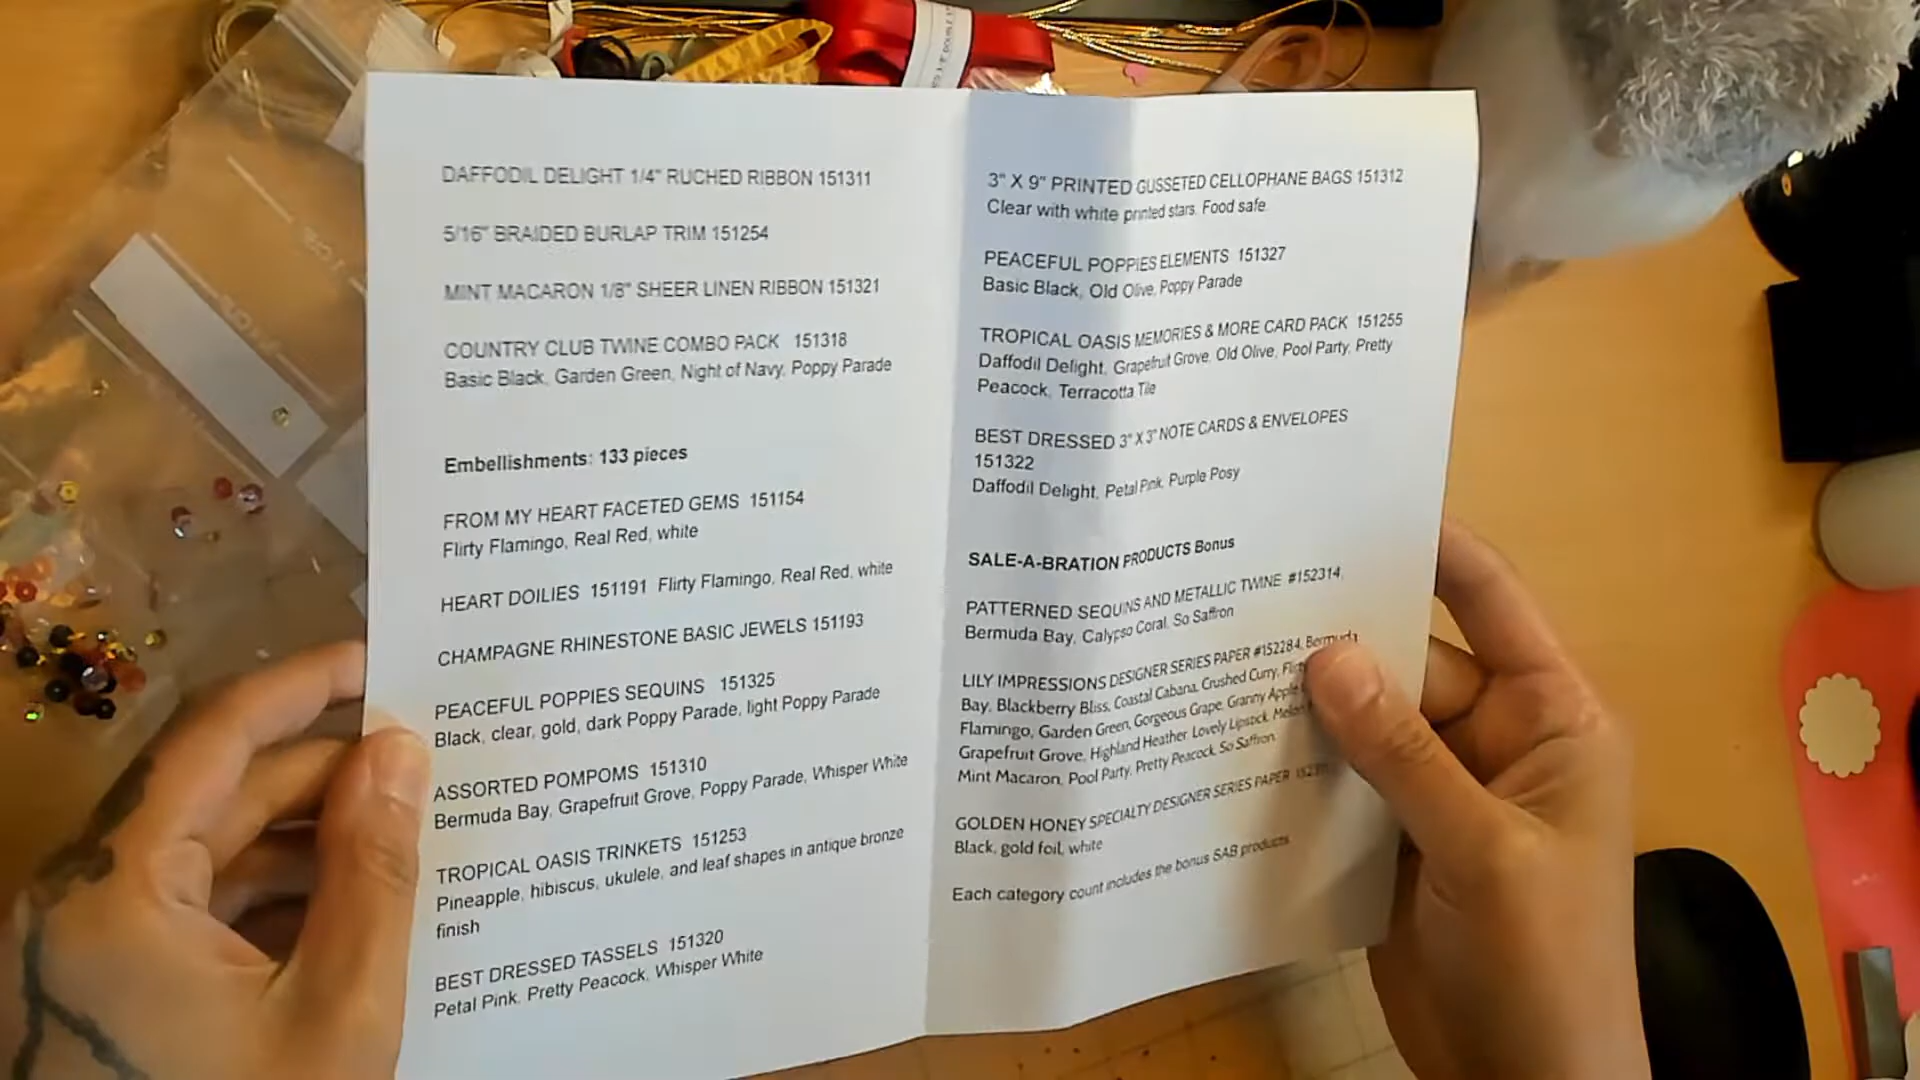 DAFFODIL DELIGHT 1/4" RUCHED RIBBON 151311
5/16" BRAIDED BURLAP TRIM 151254
MINT MACARON 1/8" SHEER LINEN RIBBON 151321
COUNTRY CLUB TWINE COMBO PACK 151318
Basic Black, Garden Green, Night of Navy, Poppy Parade
Embellishments: 133 pieces
FROM MY HEART FACETED GEMS 151154
Flirty Flamingo, Real Red, white
HEART DOILIES 151191 Flirty Flamingo, Real Red, white
CHAMPAGNE RHINESTONE BASIC JEWELS 151193
PEACEFUL POPPIES SEQUINS 151325
Black, clear, gold, dark Poppy Parade, light Poppy Parade
ASSORTED POMPOMS 151310
Bermuda Bay, Grapefruit Grove, Poppy Parade, Whisper White
TROPICAL OASIS TRINKETS 151253
Pineapple, hibiscus, ukulele, and leaf shapes in antique bronze
finish
BEST DRESSED TASSELS 151320
Petal Pink, Pretty Peacock, Whisper White
3" X 9" PRINTED GUSSETED CELLOPHANE BAGS 151312
Clear with white printed stars. Food safe.
PEACEFUL POPPIES ELEMENTS 151327
Basic Black, Old Olive, Poppy Parade
TROPICAL OASIS MEMORIES & MORE CARD PACK 151255
Daffodil Delight, Grapefruit Grove, Old Olive, Pool Party, Pretty
Peacock, Terracotta Tile
BEST DRESSED 3" X 3" NOTE CARDS & ENVELOPES
151322
Daffodil Delight, Petal Pink, Purple Posy
SALE-A-BRATION PRODUCTS Bonus
PATTERNED SEQUINS AND METALLIC TWINE #152314,
Bermuda Bay, Calypso Coral, So Saffron
LILY IMPRESSIONS DESIGNER SERIES PAPER #152284, Bermuda
Bay, Blackberry Bliss, Coastal Cabana, Crushed Curry,
Flamingo, Garden Green, Gorgeous Grape, Granny Apple
Grapefruit Grove, Highland Heather, Lovely Lipstick,
Mint Macaron, Pool Party, Pretty Peacock, So Saffron,
GOLDEN HONEY SPECIALTY DESIGNER SERIES PAPER
Black, gold foil, white
Each category count includes the bonus SAB products.